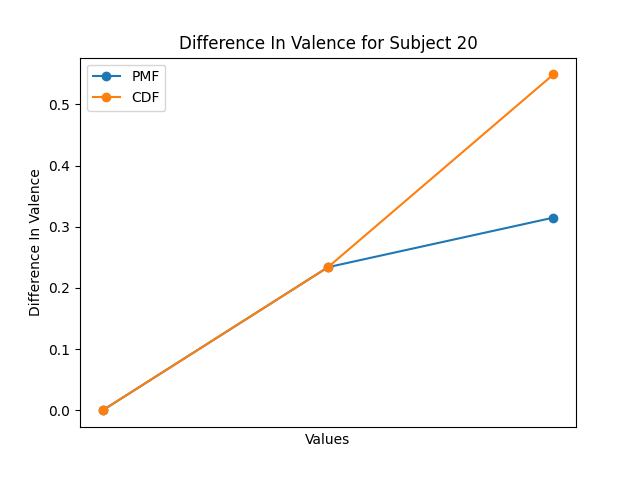 Difference In Valence for Subject 20
PMF
CDF
Difference In Valence
0.5
0.4
0.3
0.2
0.1
0.0
Values